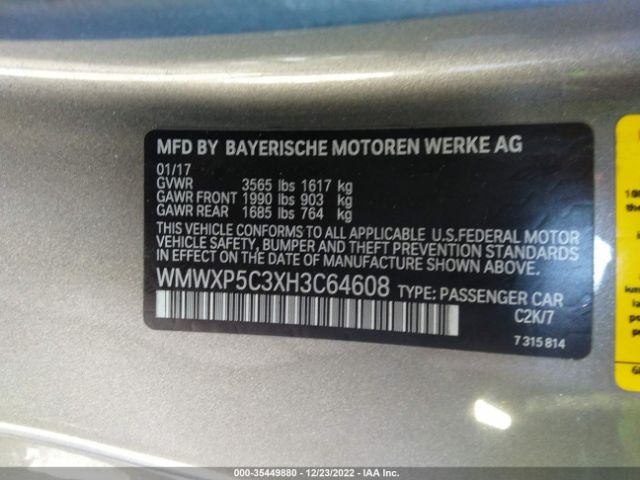 MFD BY BAYERISCHE MOTOREN WERKE AG
01/17
GVWR 3565 lbs 1617 kg
GAWR FRONT 1990 lbs 903 kg
GAWR REAR 1685 lbs 764 kg
THIS VEHICLE CONFORMS TO ALL APPLICABLE U.S.FEDERAL MOTOR
VEHICLE SAFETY, BUMPER AND THEFT PREVENTION STANDARDS
IN EFFECT ON THE DATE OF MANUFACTURE SHOWN ABOVE.
WMWXP5C3XH3C64608 TYPE: PASSENGER CAR
C2K/7
7 315 814
000-35449880 - 12/23/2022 - IAA Inc.